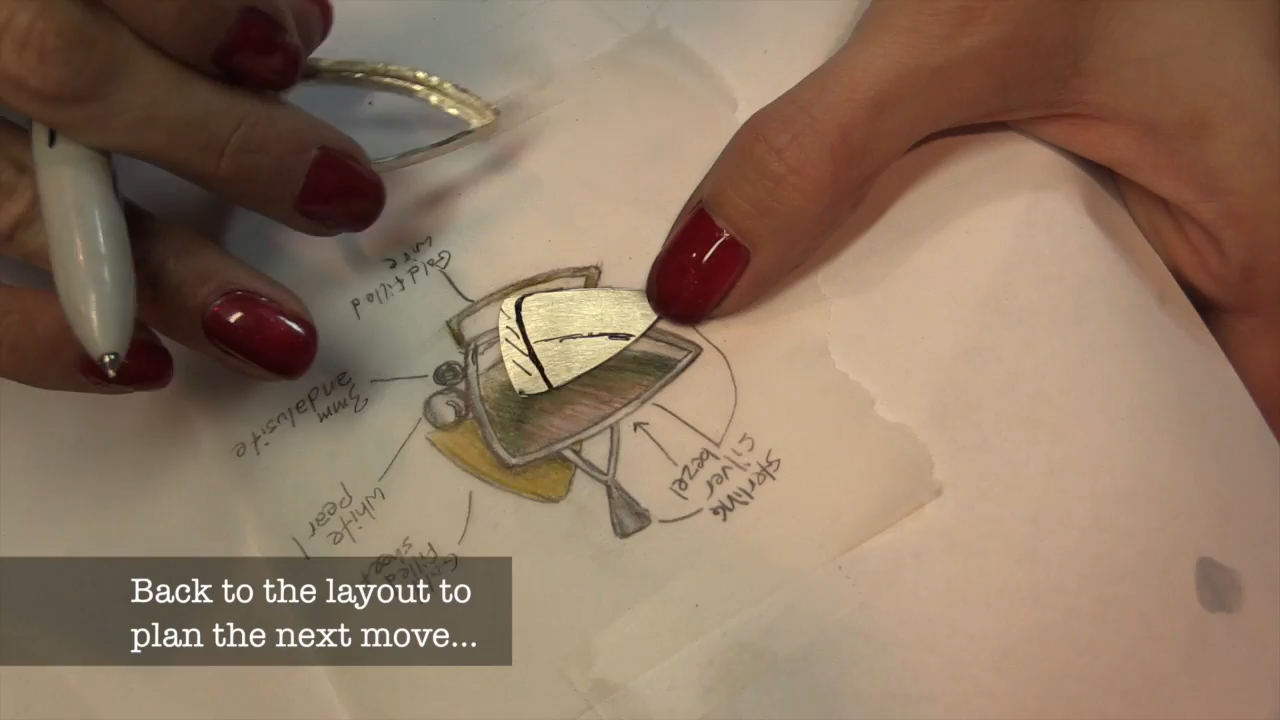 Gold filled
wire
3mm
andalusite
white
pearl
Sterling
silver
bezel
Back to the layout to
plan the next move...